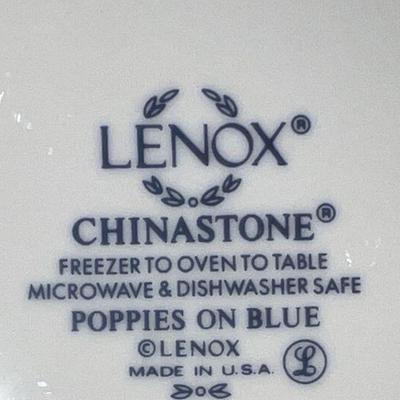 LENOX®
CHINASTONE®
FREEZER TO OVEN TO TABLE
MICROWAVE & DISHWASHER SAFE
POPPIES ON BLUE
©LENOX
MADE IN U.S.A. L